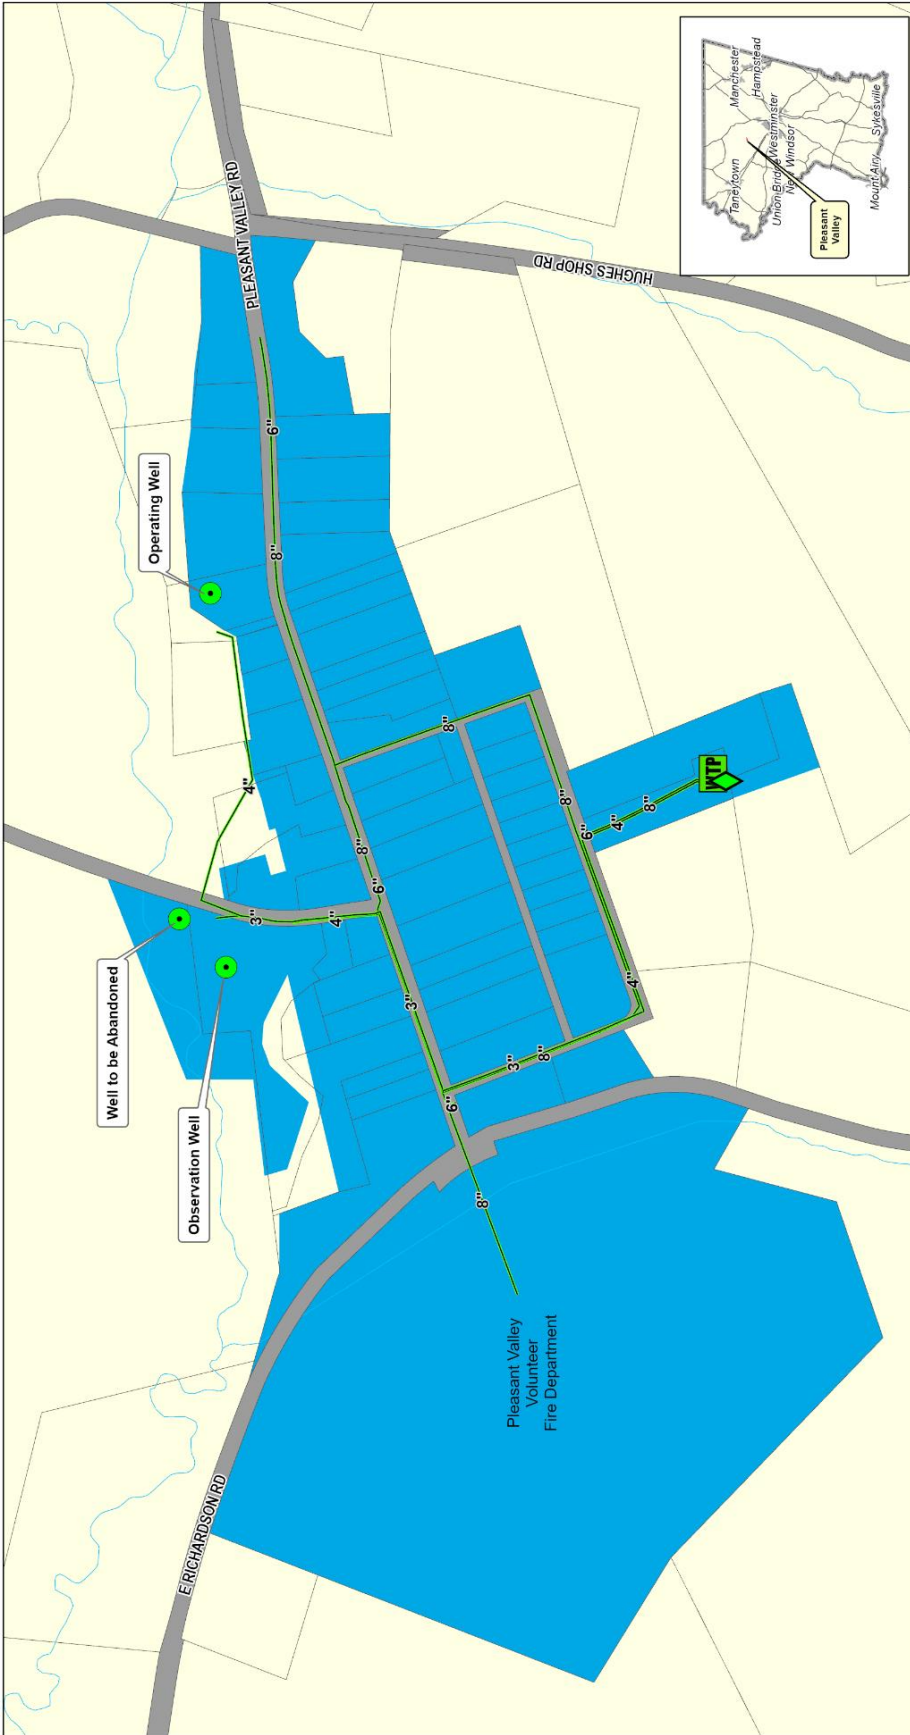 E RICHARDSON RD
Observation Well
Well to be Abandoned
Operating Well
PLEASANT VALLEY RD
HUGHES SHOP RD
Pleasant Valley
Volunteer
Fire Department
8"
6"
3"
3"
8"
4"
3"
4"
6"
8"
4"
8"
6"
8"
6"
4"
8"
8"
WTP
Taneytown
Manchester
Hampstead
Union Bridge
Westminster
New
Windsor
Mount Airy
Sykesville
Pleasant
Valley